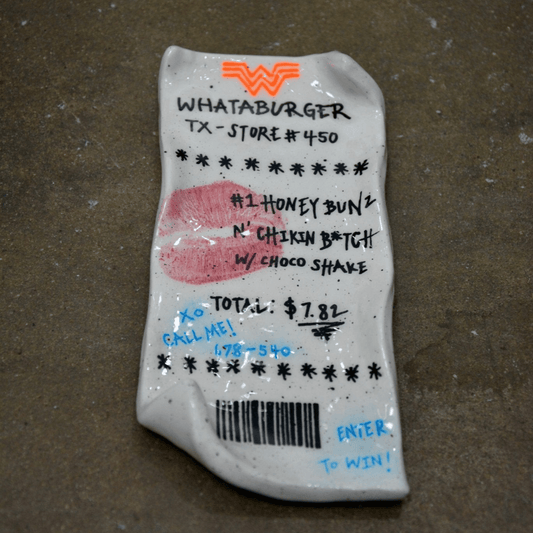 WHATABURGER
TX-STORE # 450
* * * * * * * * *
#1 HONEY BUNZ
N' CHIKIN B*TCH
W/ CHOCO SHAKE
TOTAL: $7.82
XO
CALL ME!
678-540
* * * * * * * * * *
ENTER
TO WIN!